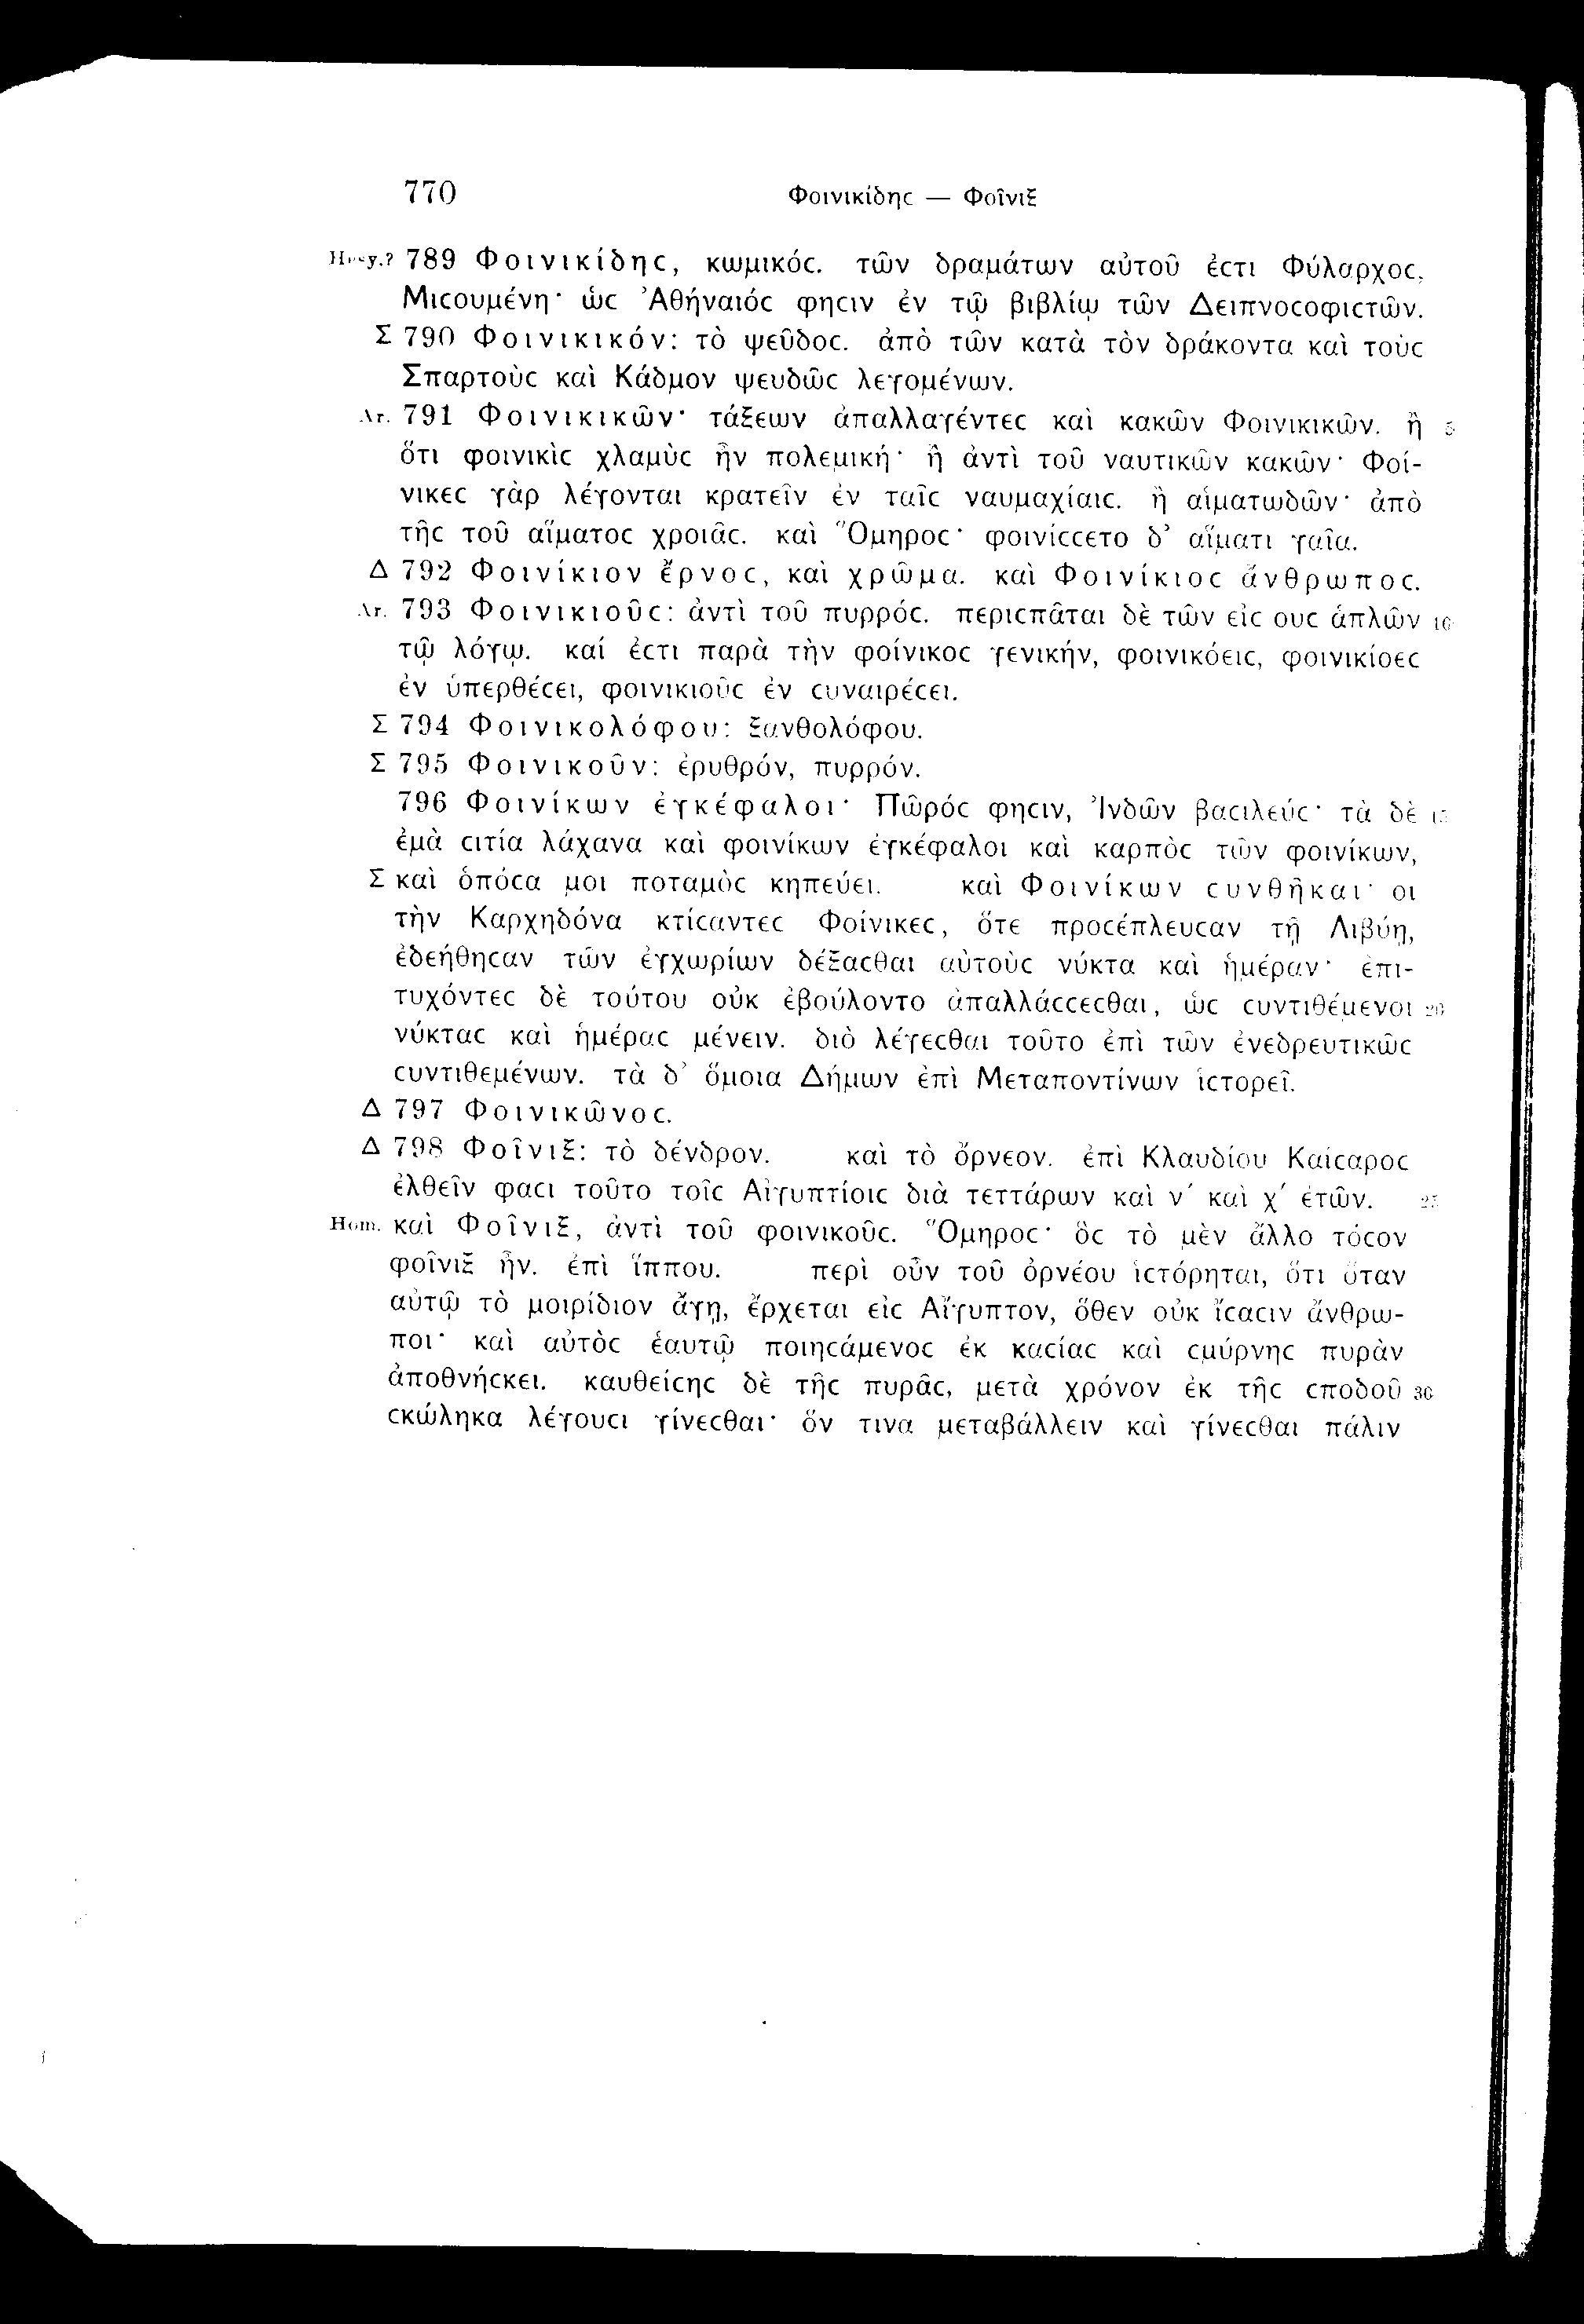 770 Φοινικίδηϲ — Φοῖνιξ
Hesy.? 789 Φοινικίδηϲ, κωμικόϲ. τῶν δραμάτων αὐτοῦ ἐϲτι Φύλαρχοϲ,
Μιϲουμένη· ὡϲ Ἀθήναιόϲ φηϲιν ἐν τῷ βιβλίῳ τῶν Δειπνοϲοφιϲτῶν.
Σ 790 Φοινικικόν: τὸ ψεῦδοϲ. ἀπὸ τῶν κατὰ τὸν δράκοντα καὶ τοὺϲ
Σπαρτοὺϲ καὶ Κάδμον ψευδῶϲ λεγομένων.
Ar. 791 Φοινικικῶν· τάξεων ἀπαλλαγέντεϲ καὶ κακῶν Φοινικικῶν. ἢ 5
ὅτι φοινικὶϲ χλαμὺϲ ἦν πολεμική· ἢ ἀντὶ τοῦ ναυτικῶν κακῶν· Φοί-
νικεϲ γὰρ λέγονται κρατεῖν ἐν ταῖϲ ναυμαχίαιϲ. ἢ αἱματωδῶν· ἀπὸ
τῆϲ τοῦ αἵματοϲ χροιᾶϲ. καὶ Ὅμηροϲ· φοινίϲϲετο δ’ αἵματι γαῖα.
Δ 792 Φοινίκιον ἔρνοϲ, καὶ χρῶμα. καὶ Φοινίκιοϲ ἄνθρωποϲ.
Ar. 793 Φοινικιοῦϲ: ἀντὶ τοῦ πυρρόϲ. περιϲπᾶται δὲ τῶν εἰϲ ουϲ ἁπλῶν 10
τῷ λόγῳ. καί ἐϲτι παρὰ τὴν φοίνικοϲ γενικήν, φοινικόειϲ, φοινικίοεϲ
ἐν ὑπερθέϲει, φοινικιοῦϲ ἐν ϲυναιρέϲει.
Σ 794 Φοινικολόφου: ξανθολόφου.
Σ 795 Φοινικοῦν: ἐρυθρόν, πυρρόν.
796 Φοινίκων ἐγκέφαλοι· Πῶρόϲ φηϲιν, Ἰνδῶν βαϲιλεύϲ· τὰ δὲ 15
ἐμὰ ϲιτία λάχανα καὶ φοινίκων ἐγκέφαλοι καὶ καρπὸϲ τῶν φοινίκων,
Σ καὶ ὁπόϲα μοι ποταμὸϲ κηπεύει. καὶ Φοινίκων ϲυνθῆκαι· οἱ
τὴν Καρχηδόνα κτίϲαντεϲ Φοίνικεϲ, ὅτε προϲέπλευϲαν τῇ Λιβύῃ,
ἐδεήθηϲαν τῶν ἐγχωρίων δέξαϲθαι αὐτοὺϲ νύκτα καὶ ἡμέραν· ἐπι-
τυχόντεϲ δὲ τούτου οὐκ ἐβούλοντο ἀπαλλάϲϲεϲθαι, ὡϲ ϲυντιθέμενοι 20
νύκταϲ καὶ ἡμέραϲ μένειν. διὸ λέγεϲθαι τοῦτο ἐπὶ τῶν ἐνεδρευτικῶϲ
ϲυντιθεμένων. τὰ δ’ ὅμοια Δήμων ἐπὶ Μεταποντίνων ἱϲτορεῖ.
Δ 797 Φοινικῶνοϲ.
Δ 798 Φοῖνιξ: τὸ δένδρον. καὶ τὸ ὄρνεον. ἐπὶ Κλαυδίου Καίϲαροϲ
ἐλθεῖν φαϲι τοῦτο τοῖϲ Αἰγυπτίοιϲ διὰ τεττάρων καὶ ν′ καὶ χ′ ἐτῶν. 25
Hom. καὶ Φοῖνιξ, ἀντὶ τοῦ φοινικοῦϲ. Ὅμηροϲ· ὃϲ τὸ μὲν ἄλλο τόϲον
φοῖνιξ ἦν. ἐπὶ ἵππου. περὶ οὖν τοῦ ὀρνέου ἱϲτόρηται, ὅτι ὅταν
αὐτῷ τὸ μοιρίδιον ἄγῃ, ἔρχεται εἰϲ Αἴγυπτον, ὅθεν οὐκ ἴϲαϲιν ἄνθρω-
ποι· καὶ αὐτὸϲ ἑαυτῷ ποιηϲάμενοϲ ἐκ καϲίαϲ καὶ ϲμύρνηϲ πυρὰν
ἀποθνήϲκει. καυθείϲηϲ δὲ τῆϲ πυρᾶϲ, μετὰ χρόνον ἐκ τῆϲ ϲποδοῦ 30
ϲκώληκα λέγουϲι γίνεϲθαι· ὅν τινα μεταβάλλειν καὶ γίνεϲθαι πάλιν